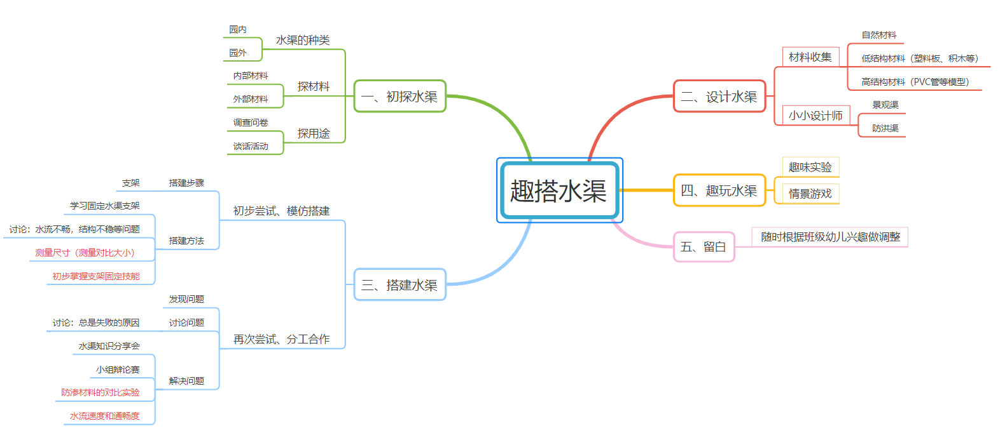 趣搭水渠
一、初探水渠
水渠的种类
园内
园外
探材料
内部材料
外部材料
探用途
调查问卷
谈话活动
二、设计水渠
材料收集
自然材料
低结构材料（塑料板、积木等）
高结构材料（PVC管等模型）
小小设计师
景观渠
防洪渠
三、搭建水渠
初步尝试、模仿搭建
搭建步骤
支架
搭建方法
学习固定水渠支架
讨论：水流不畅，结构不稳等问题
测量尺寸（测量对比大小）
初步掌握支架固定技能
再次尝试、分工合作
发现问题
讨论问题
讨论：总是失败的原因
解决问题
水渠知识分享会
小组辩论赛
防渗材料的对比实验
水流速度和通畅度
四、趣玩水渠
趣味实验
情景游戏
五、留白
随时根据班级幼儿兴趣做调整